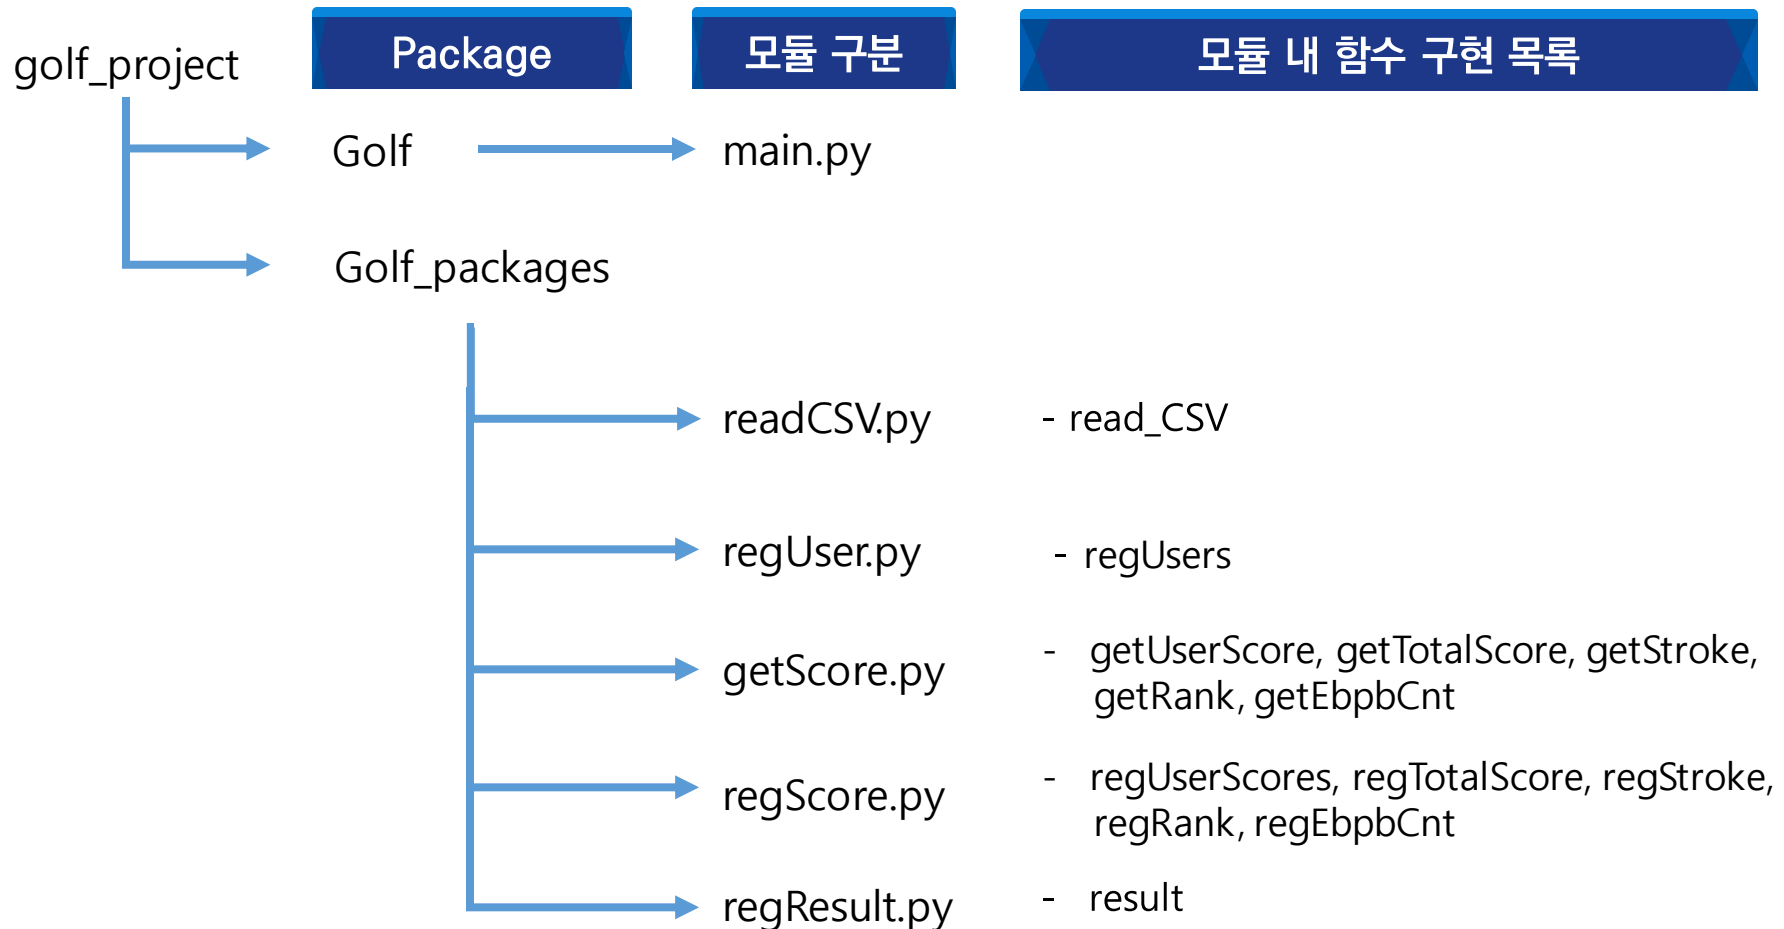 golf_project
Package
모듈 구분
모듈 내 함수 구현 목록
Golf
main.py
Golf_packages
readCSV.py
- read_CSV
regUser.py
- regUsers
getScore.py
- getUserScore, getTotalScore, getStroke,
getRank, getEbpbCnt
regScore.py
- regUserScores, regTotalScore, regStroke,
regRank, regEbpbCnt
regResult.py
- result